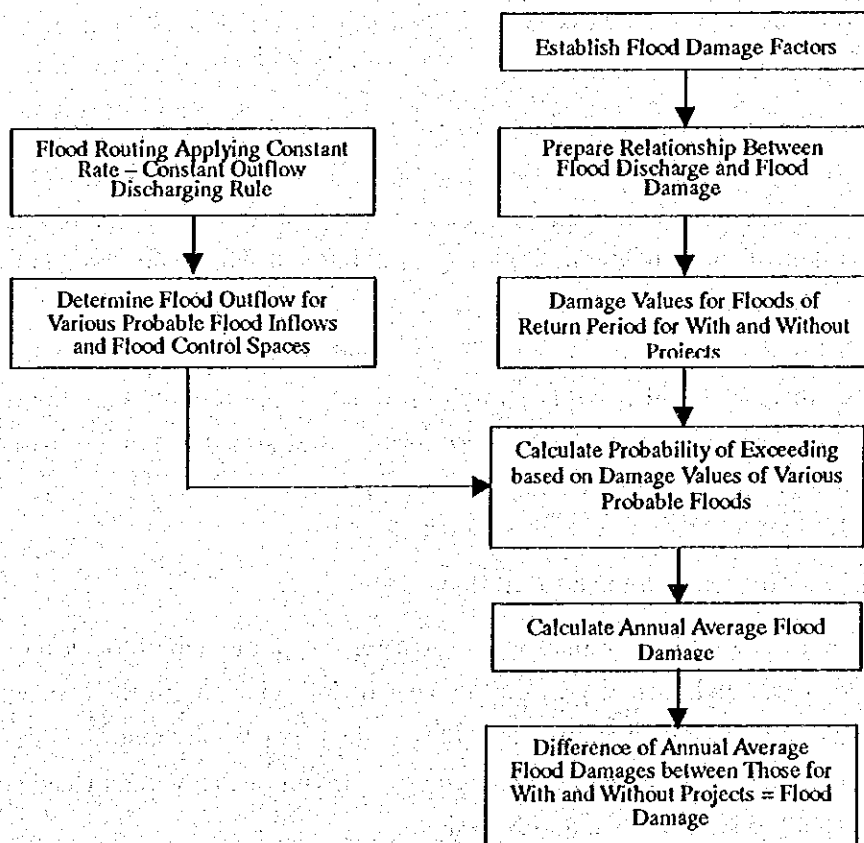 Establish Flood Damage Factors
Flood Routing Applying Constant
Rate – Constant Outflow
Discharging Rule
Prepare Relationship Between
Flood Discharge and Flood
Damage
Determine Flood Outflow for
Various Probable Flood Inflows
and Flood Control Spaces
Damage Values for Floods of
Return Period for With and Without
Projects
Calculate Probability of Exceeding
based on Damage Values of Various
Probable Floods
Calculate Annual Average Flood
Damage
Difference of Annual Average
Flood Damages between Those for
With and Without Projects = Flood
Damage